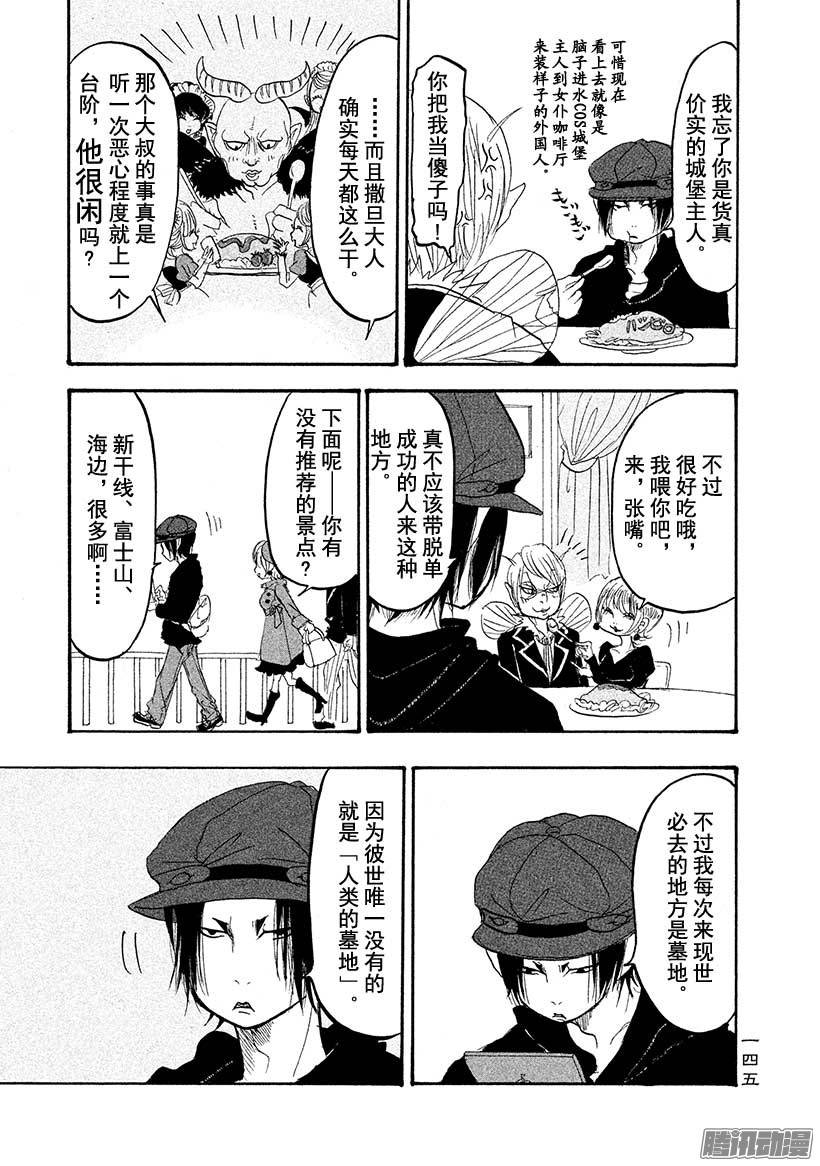 我忘了你是货真
价实的城堡主人。
可惜现在
看上去就像是
脑子进水COS城堡
主人到女仆咖啡厅
来装样子的外国人。
ぎぎぎ
你把我当傻子吗！
……而且撒旦大人
确实每天都这么干。
那个大叔的事真是
听一次恶心程度就上一个
台阶，他很闲吗？
不过
很好吃哦，
我喂你吧，
来，张嘴。
真不应该带脱单
成功的人来这种
地方。
下面呢——你有
没有推荐的景点？
新干线、富士山、
海边，很多啊……
不过我每次来现世
必去的地方是墓地。
因为彼世唯一没有的
就是「人类的墓地」。
一四五
腾讯动漫